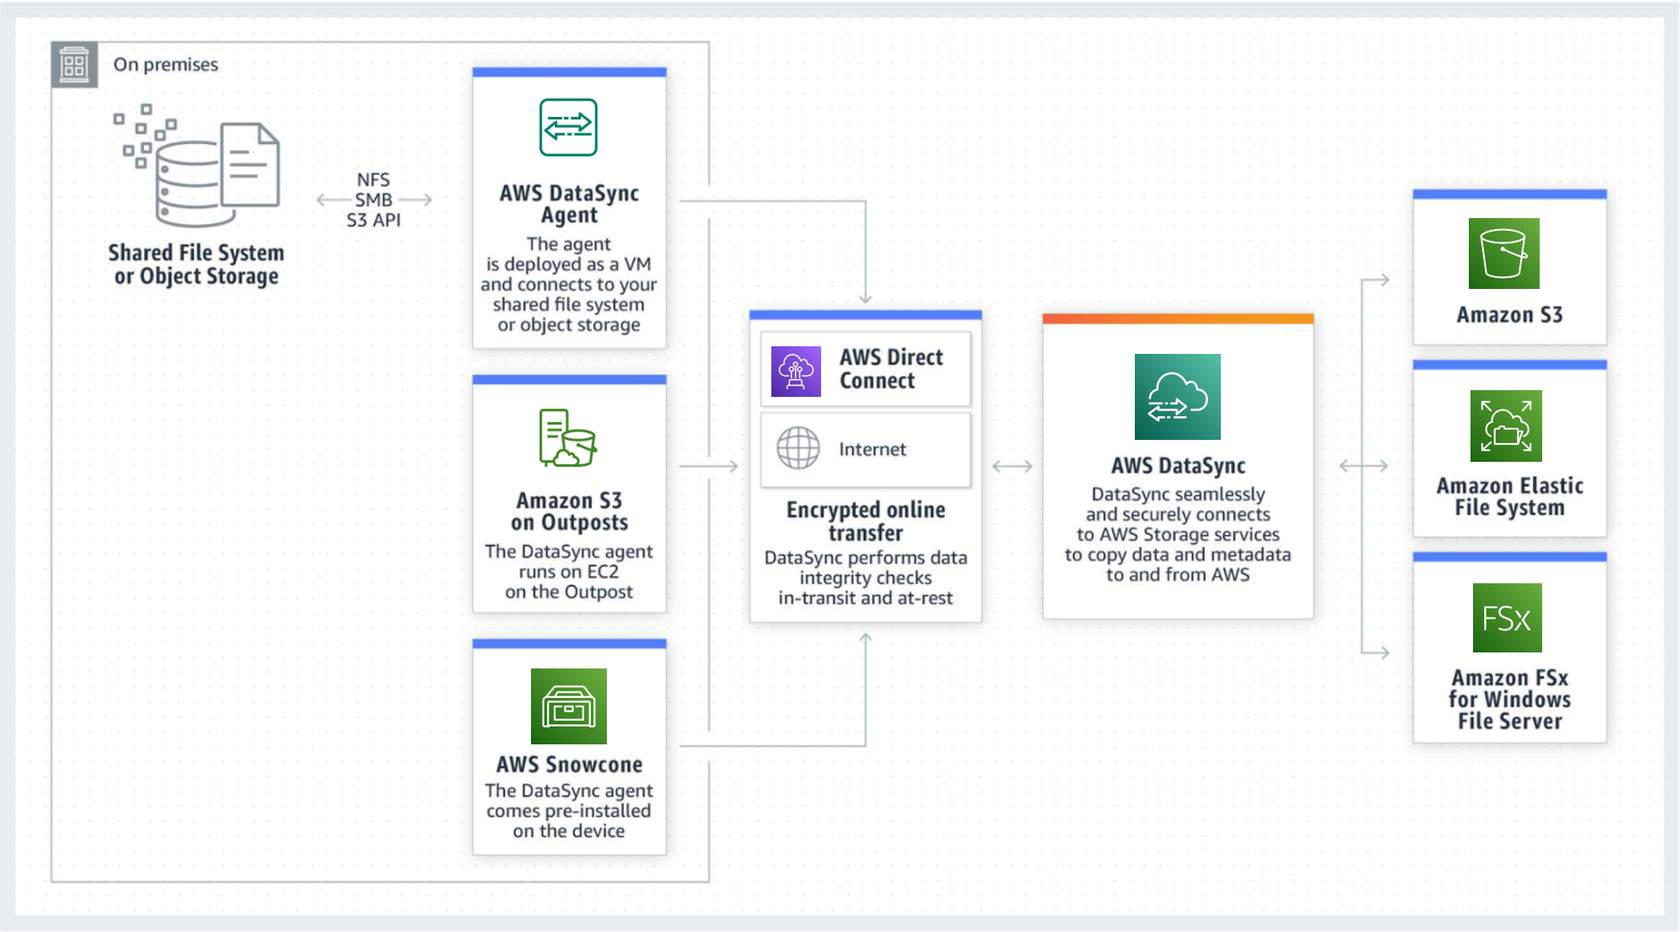 On premises
Shared File System
or Object Storage
NFS
SMB
S3 API
AWS DataSync
Agent
The agent
is deployed as a VM
and connects to your
shared file system
or object storage
Amazon S3
on Outposts
The DataSync agent
runs on EC2
on the Outpost
AWS Snowcone
The DataSync agent
comes pre-installed
on the device
AWS Direct
Connect
Internet
Encrypted online
transfer
DataSync performs data
integrity checks
in-transit and at-rest
AWS DataSync
DataSync seamlessly
and securely connects
to AWS Storage services
to copy data and metadata
to and from AWS
Amazon S3
Amazon Elastic
File System
FSx
Amazon FSx
for Windows
File Server